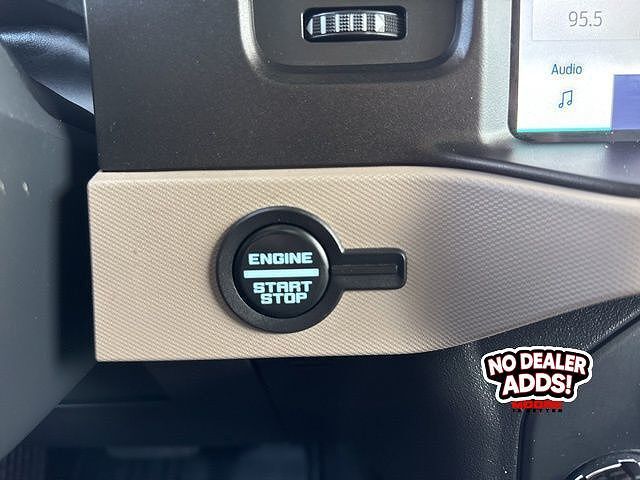 95.5
Audio
ENGINE
START
STOP
NO DEALER
ADDS!